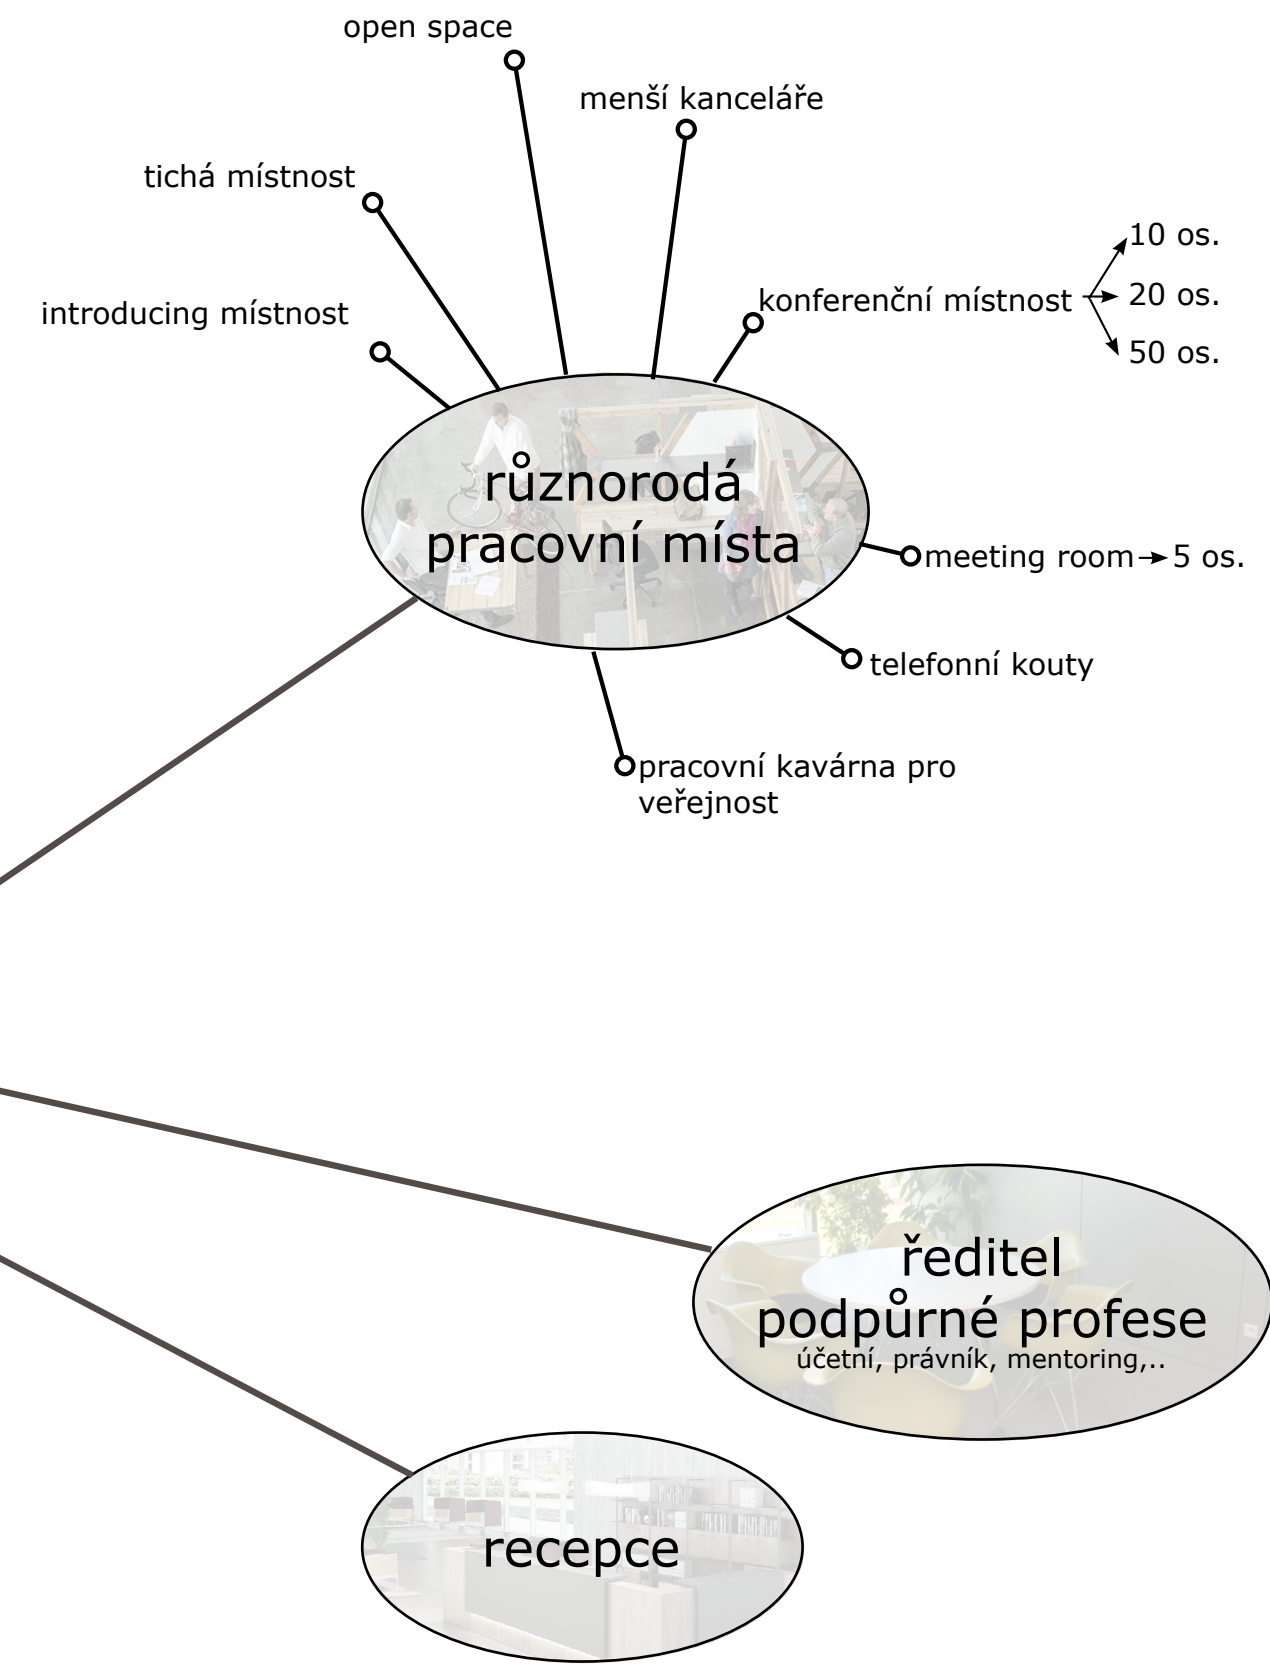 open space
menší kanceláře
tichá místnost
10 os.
introducing místnost
konferenční místnost
20 os.
50 os.
různorodá
pracovní místa
meeting room
5 os.
telefonní kouty
pracovní kavárna pro
veřejnost
ředitel
podpůrné profese
účetní, právník, mentoring,..
recepce